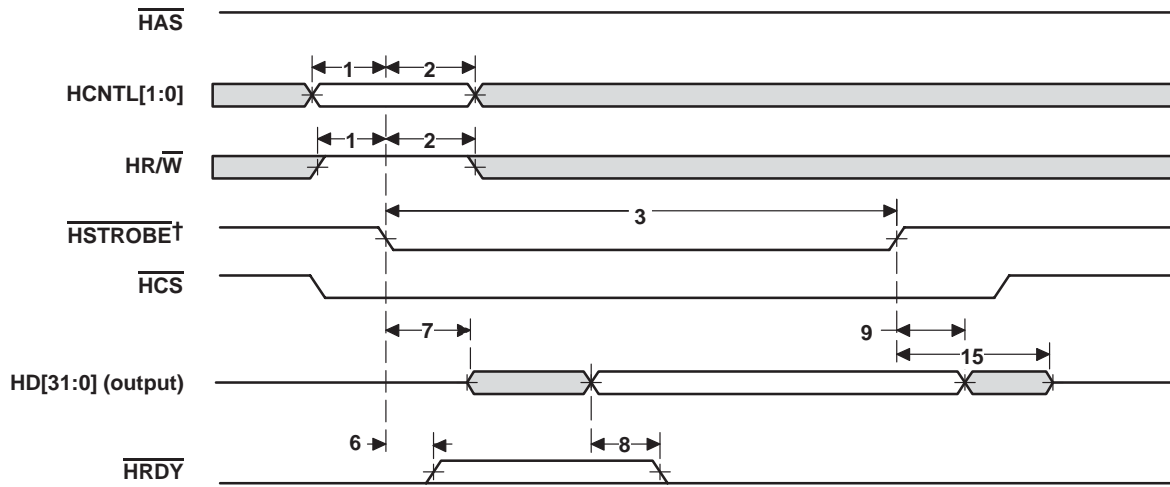 HAS
1 2
HCNTL[1:0]
1 2
HR/W
3
HSTROBE†
HCS
7 9
15
HD[31:0] (output)
6 8
HRDY